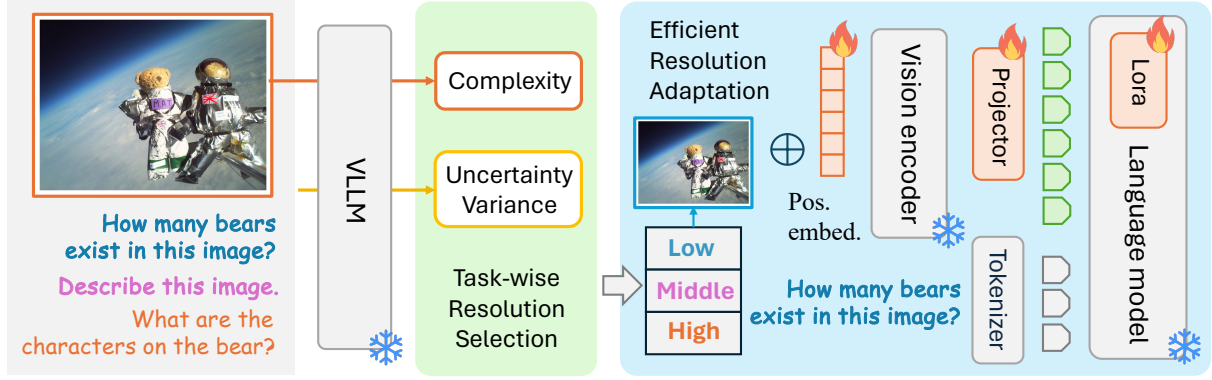 How many bears
exist in this image?
Describe this image.
What are the
characters on the bear?
VLLM
Complexity
Uncertainty
Variance
Task-wise
Resolution
Selection
Efficient
Resolution
Adaptation
Low
Middle
High
Pos.
embed.
How many bears
exist in this image?
Vision encoder
Projector
Tokenizer
Lora
Language model